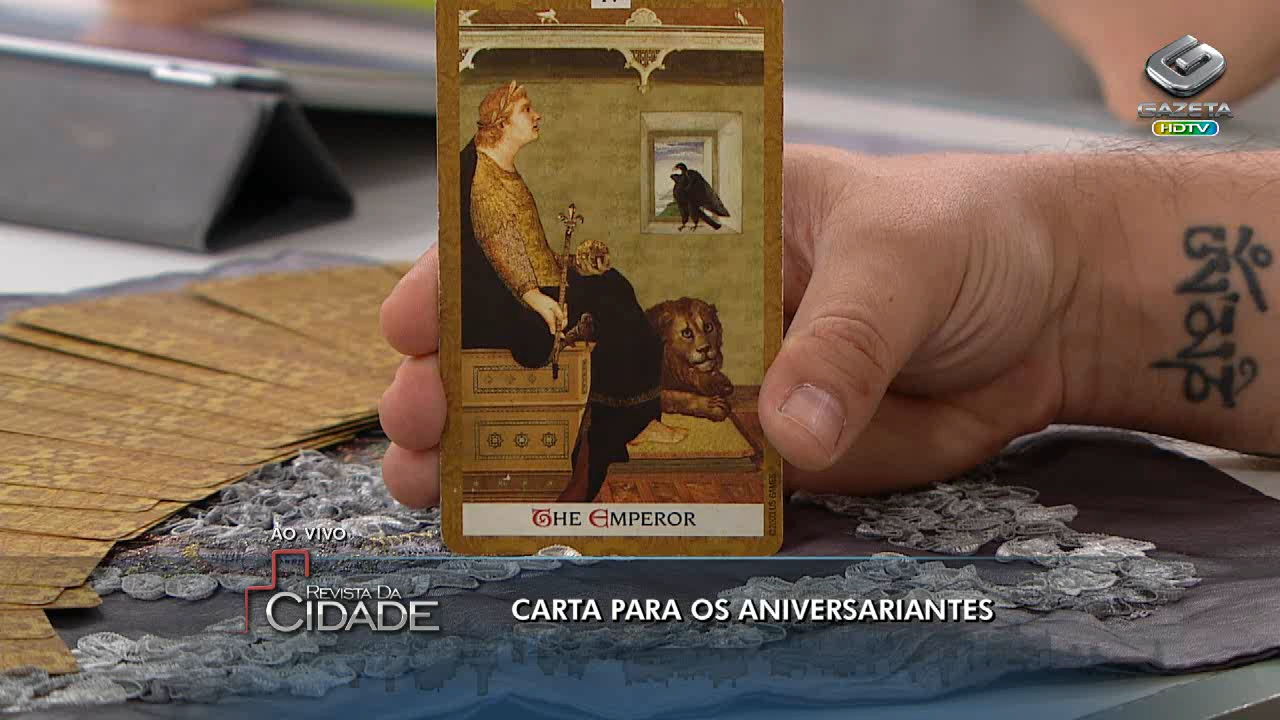 GAZETA
HDTV
THE EMPEROR
AO VIVO
REVISTA DA
CIDADE
CARTA PARA OS ANIVERSARIANTES